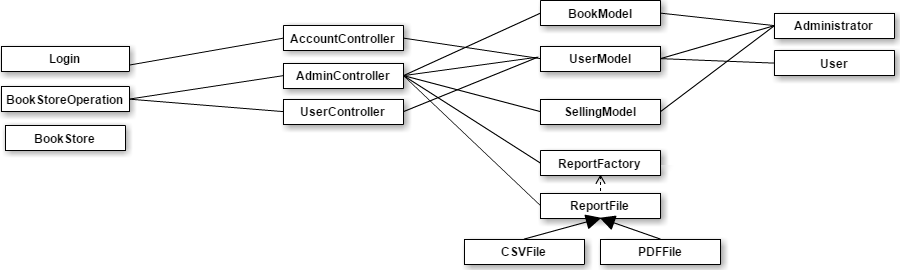 Login
BookStoreOperation
BookStore
AccountController
AdminController
UserController
BookModel
UserModel
SellingModel
ReportFactory
ReportFile
CSVFile
PDFFile
Administrator
User